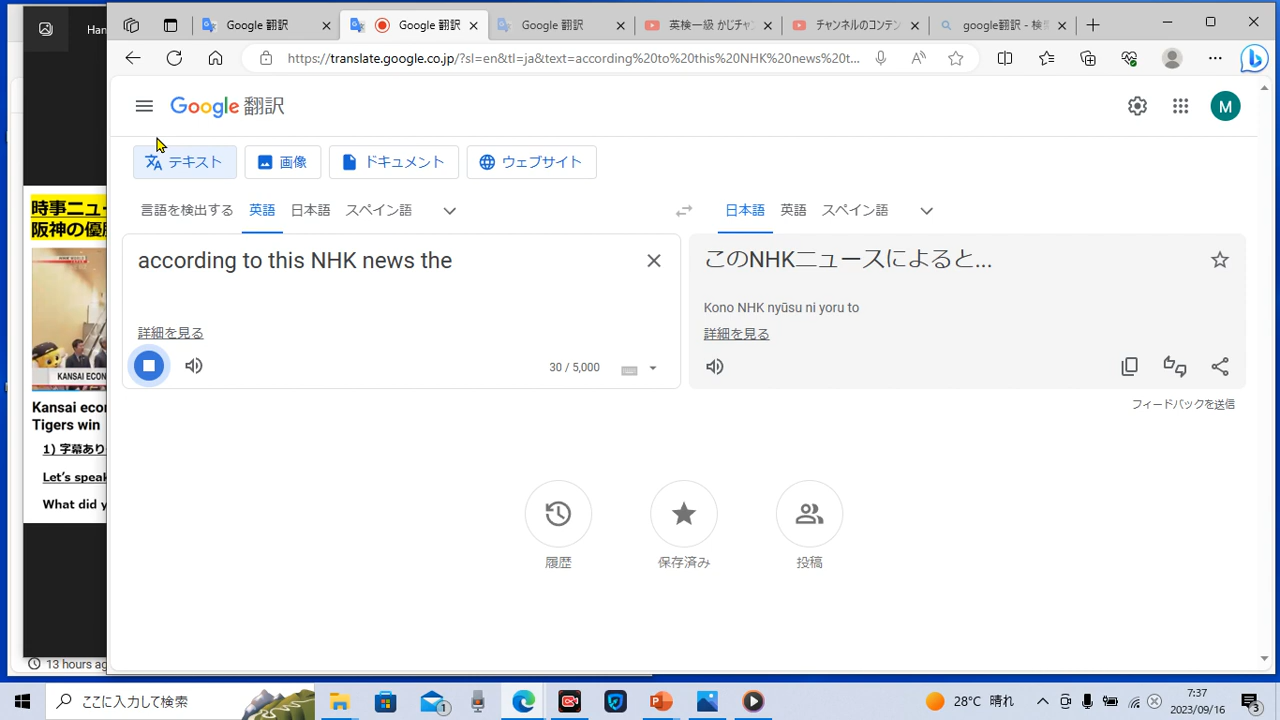 Google 翻訳
Google 翻訳
Google 翻訳
英検一級 かじチャン
チャンネルのコンテン
google翻訳 - 検索
https://translate.google.co.jp/?sl=en&tl=ja&text=according%20to%20this%20NHK%20news%20t...
Google 翻訳
M
テキスト
画像
ドキュメント
ウェブサイト
言語を検出する
英語
日本語
スペイン語
日本語
英語
スペイン語
according to this NHK news the
このNHKニュースによると...
Kono NHK nyūsu ni yoru to
詳細を見る
詳細を見る
30 / 5,000
フィードバックを送信
履歴
保存済み
投稿
Han
時事ニュ
阪神の優勝
KANSAI ECON
Kansai econ
Tigers win
1) 字幕あり
Let's speak
What did y
13 hours ag
ここに入力して検索
1
28°C 晴れ
7:37
2023/09/16
3